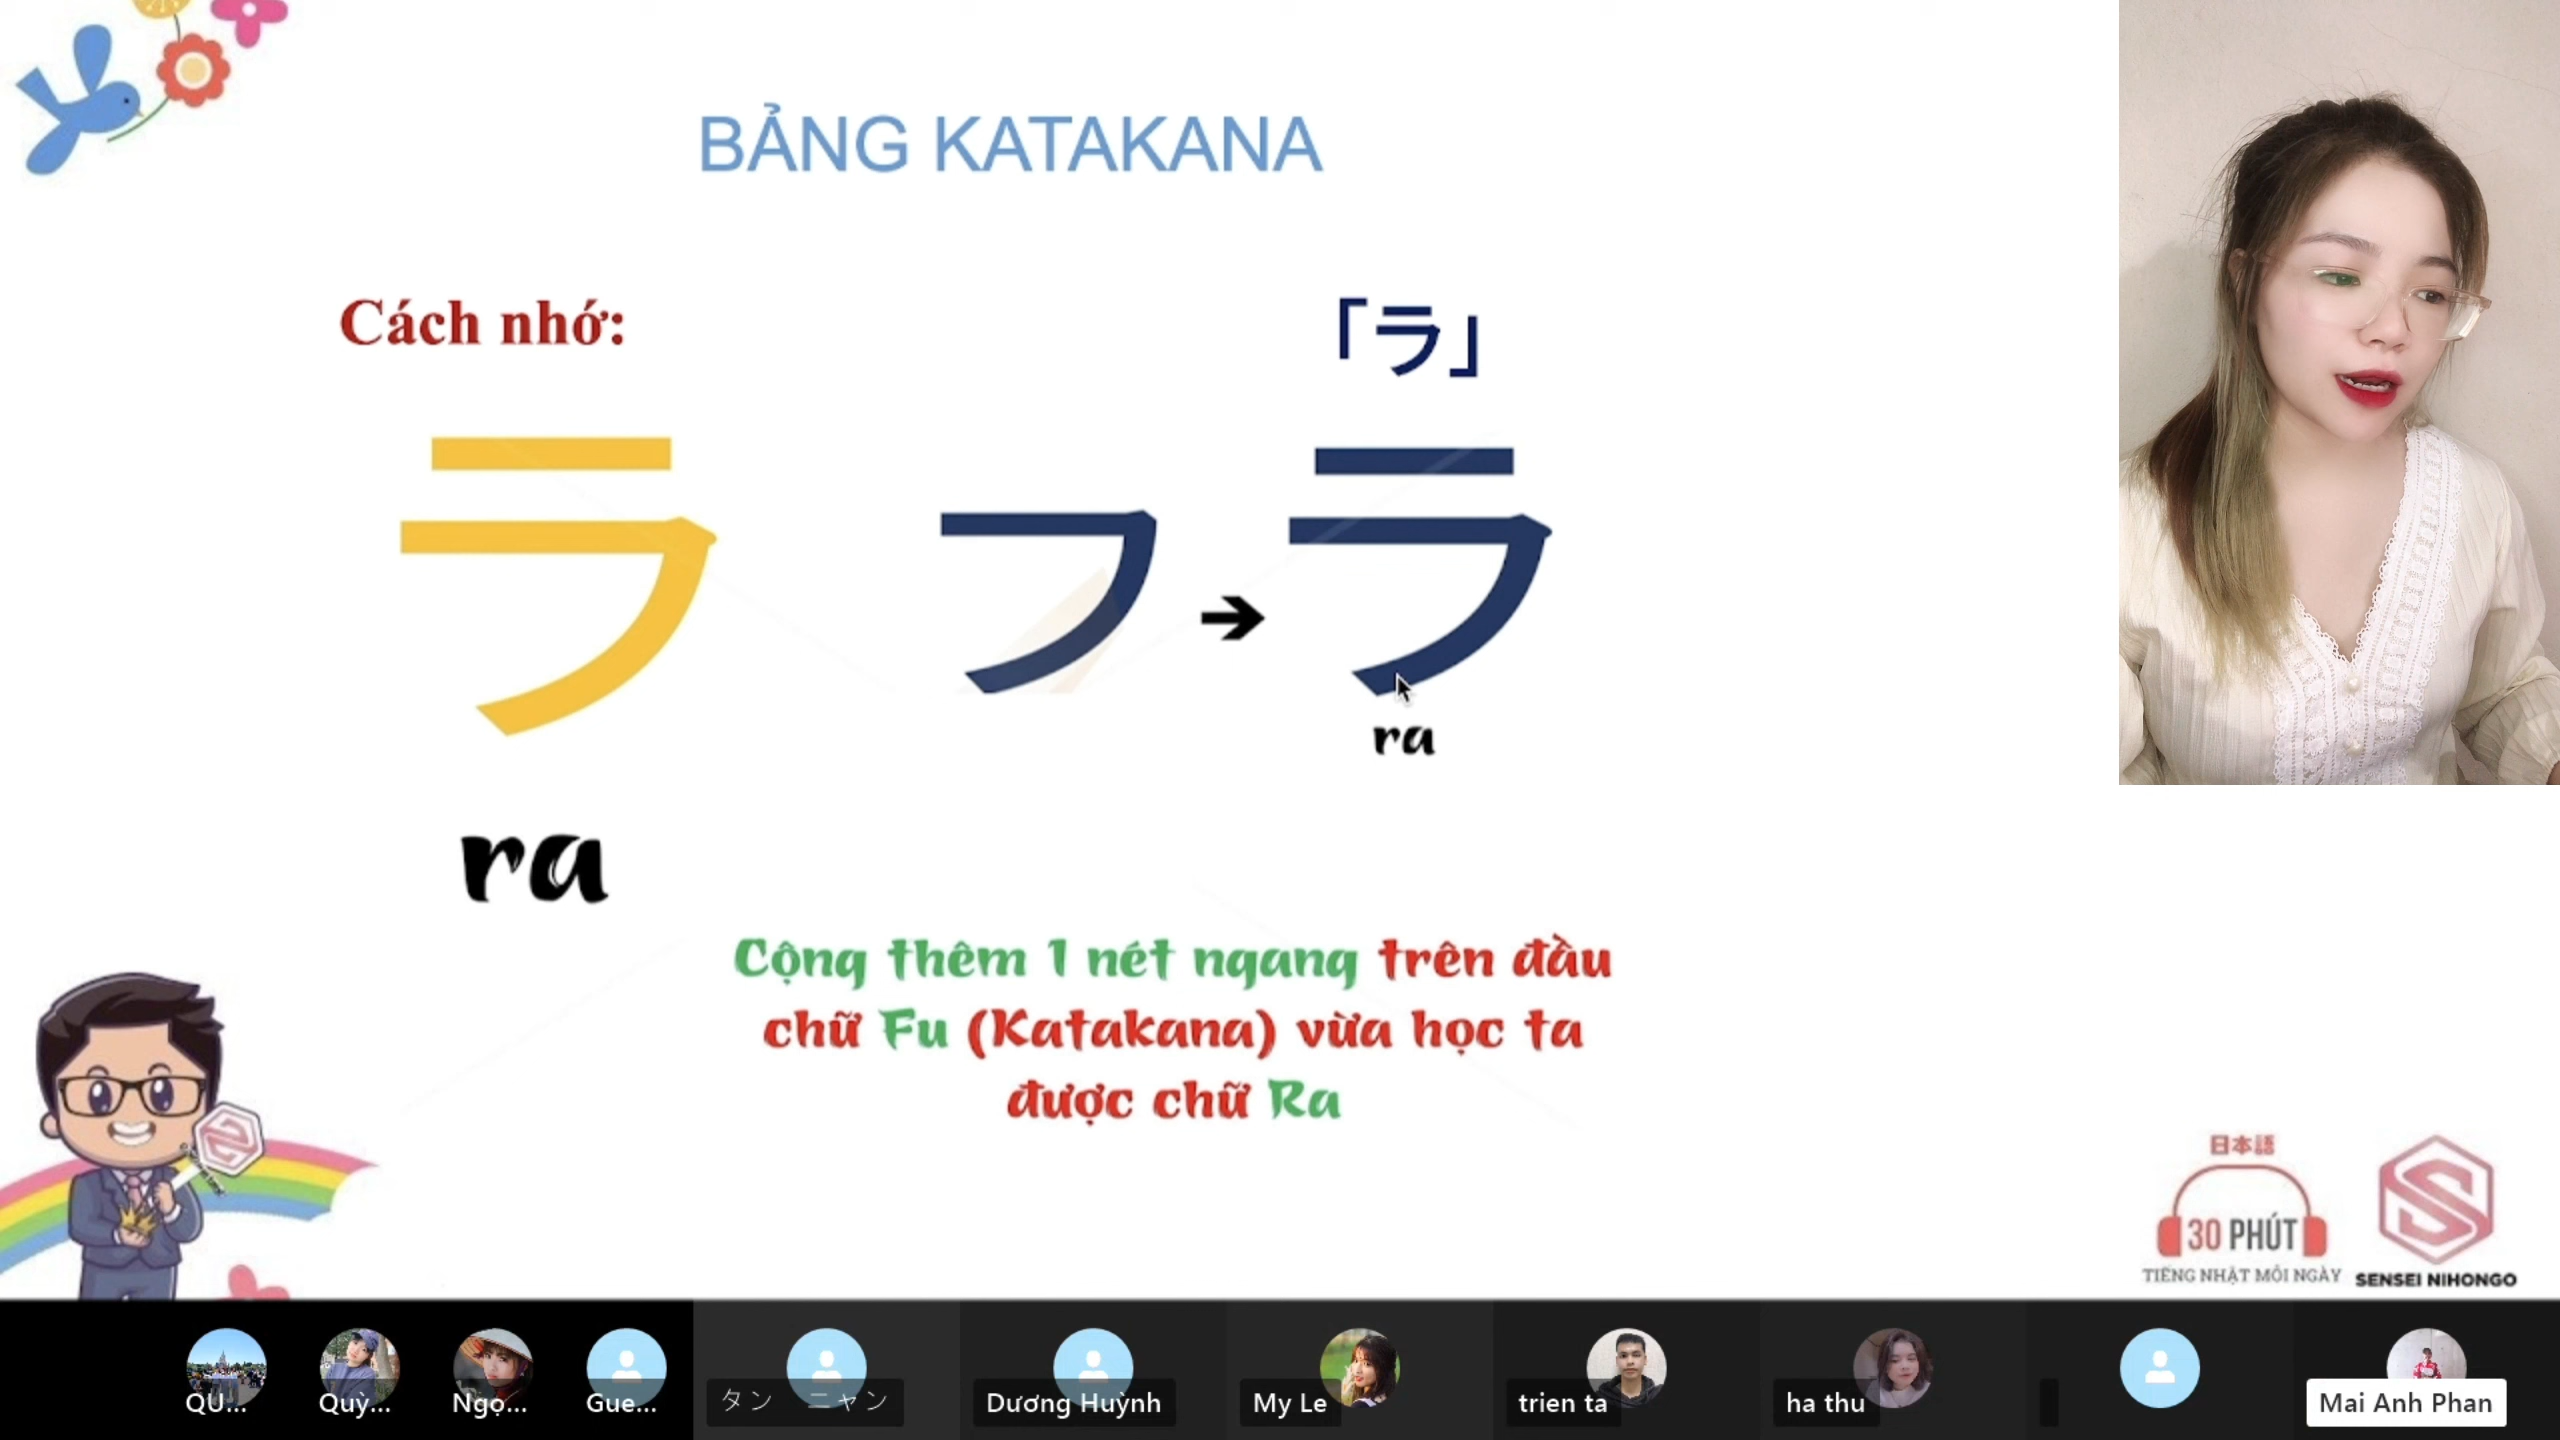 BẢNG KATAKANA
Cách nhớ:
「ラ」
ラ
フ → ラ
ra
ra
Cộng thêm 1 nét ngang trên đầu
chữ Fu (Katakana) vừa học ta
được chữ Ra
日本語
30 PHÚT
TIẾNG NHẬT MỖI NGÀY
SENSEI NIHONGO
QU...
Quỳ...
Ngọ...
Gue...
タン ニャン
Dương Huỳnh
My Le
trien ta
ha thu
Mai Anh Phan